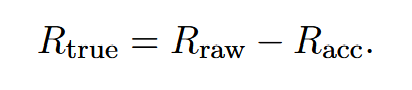 R_true = R_raw − R_acc.